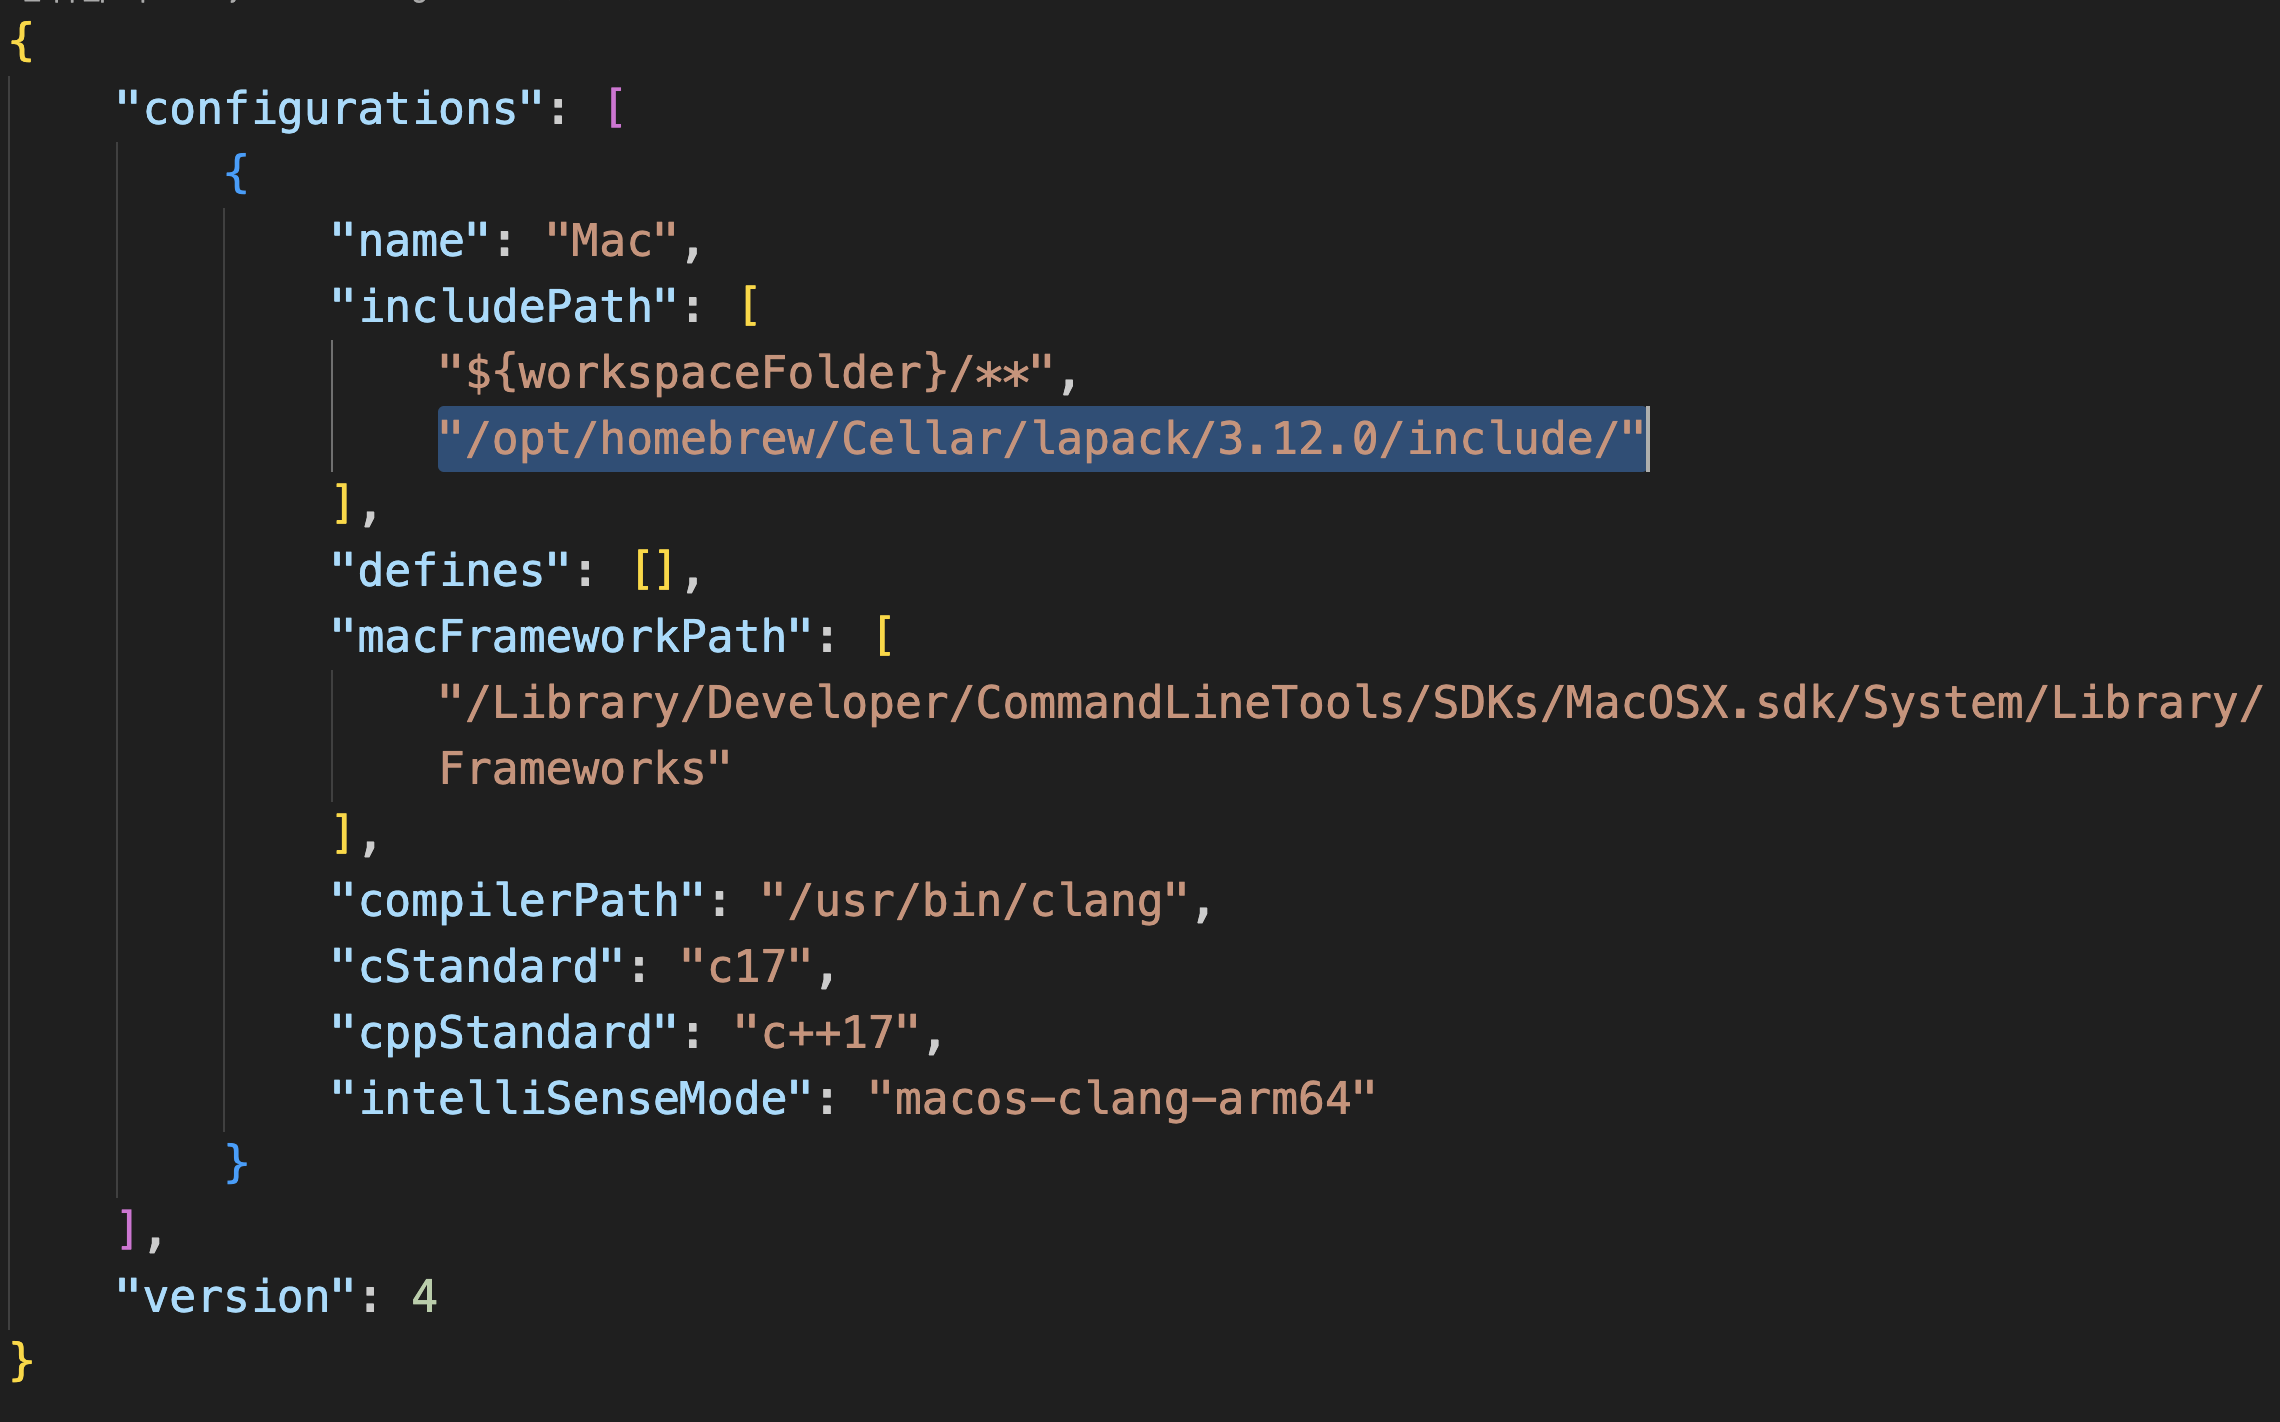 {
"configurations": [
{
"name": "Mac",
"includePath": [
"${workspaceFolder}/**",
"/opt/homebrew/Cellar/lapack/3.12.0/include/"
],
"defines": [],
"macFrameworkPath": [
"/Library/Developer/CommandLineTools/SDKs/MacOSX.sdk/System/Library/
Frameworks"
],
"compilerPath": "/usr/bin/clang",
"cStandard": "c17",
"cppStandard": "c++17",
"intelliSenseMode": "macos-clang-arm64"
}
],
"version": 4
}